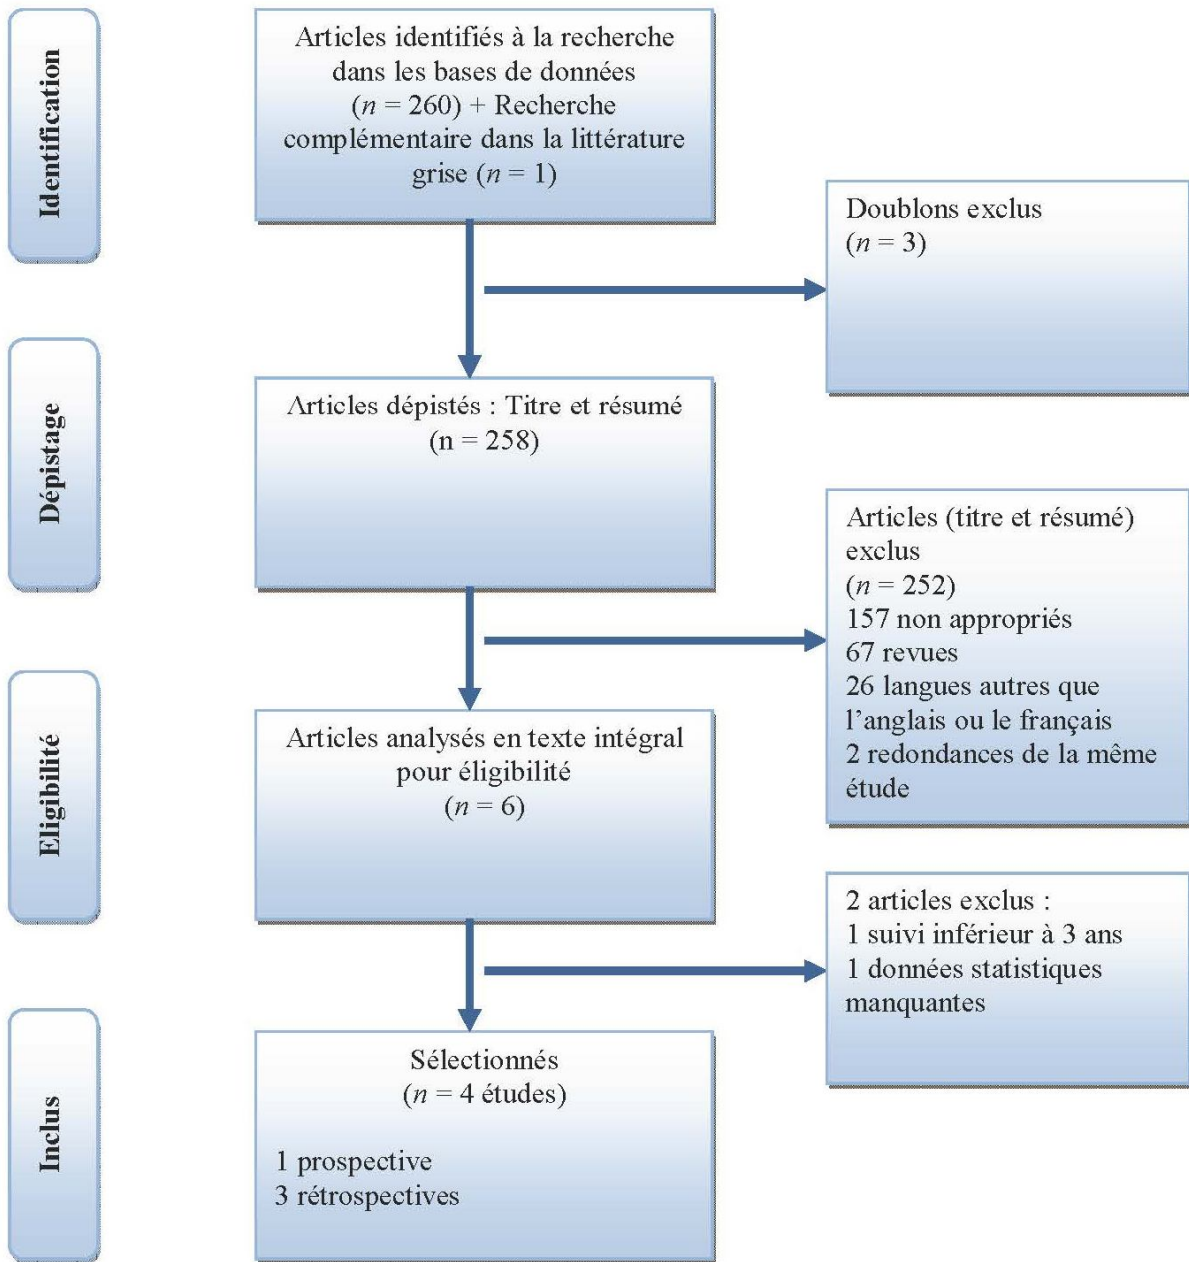 Identification
Articles identifiés à la recherche
dans les bases de données
(n = 260) + Recherche
complémentaire dans la littérature
grise (n = 1)
Doublons exclus
(n = 3)
Dépistage
Articles dépistés : Titre et résumé
(n = 258)
Articles (titre et résumé)
exclus
(n = 252)
157 non appropriés
67 revues
26 langues autres que
l’anglais ou le français
2 redondances de la même
étude
Eligibilité
Articles analysés en texte intégral
pour éligibilité
(n = 6)
2 articles exclus :
1 suivi inférieur à 3 ans
1 données statistiques
manquantes
Inclus
Sélectionnés
(n = 4 études)
1 prospective
3 rétrospectives